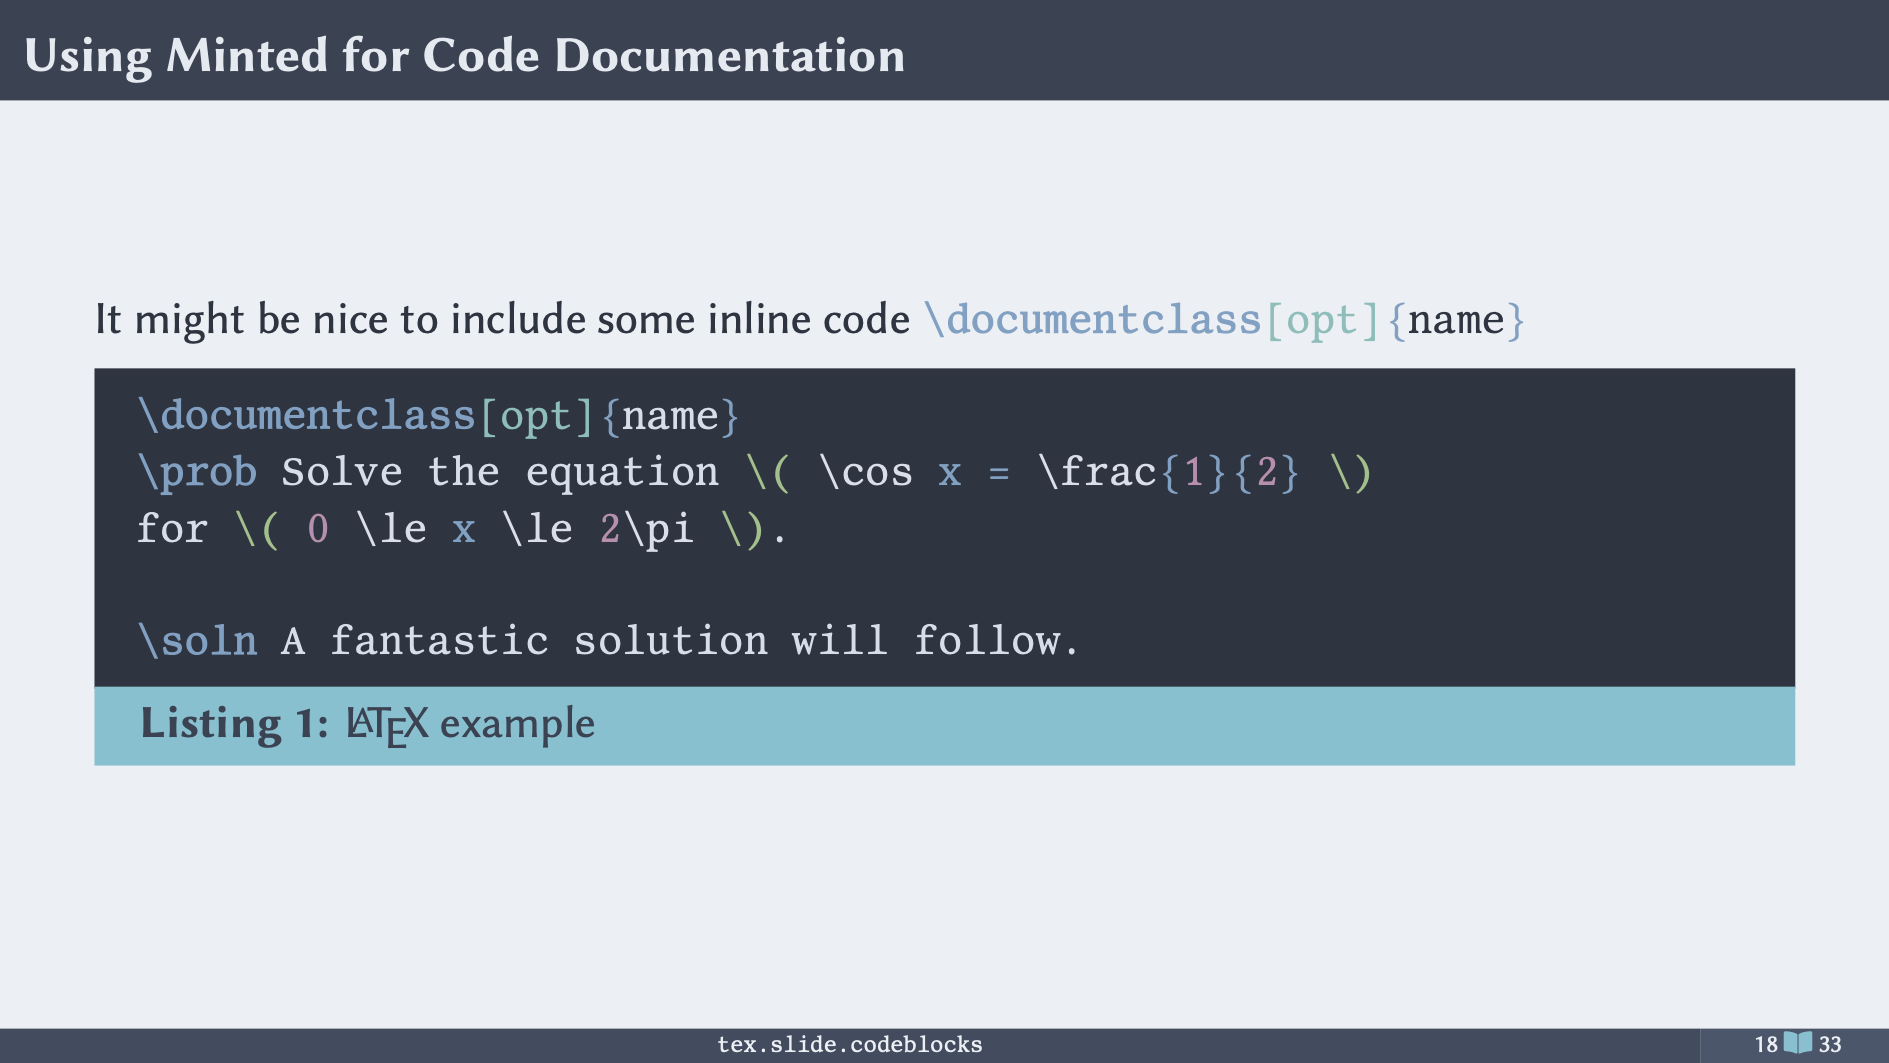 Using Minted for Code Documentation
It might be nice to include some inline code \documentclass[opt]{name}
\documentclass[opt]{name}
\prob Solve the equation \( \cos x = \frac{1}{2} \)
for \( 0 \le x \le 2\pi \).
\soln A fantastic solution will follow.
Listing 1: LATEX example
tex.slide.codeblocks
18 33